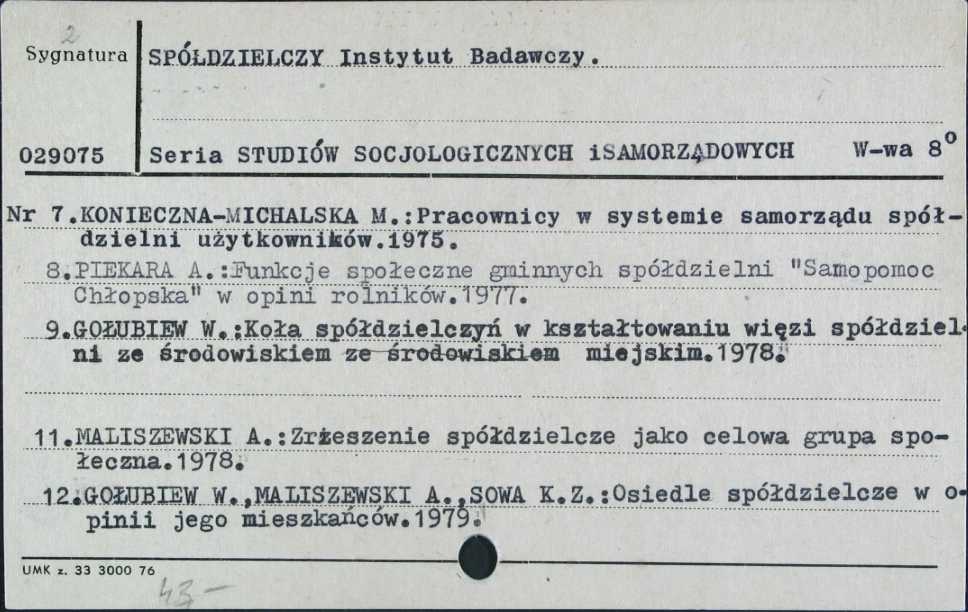 2
Sygnatura SPÓŁDZIELCZY Instytut Badawczy.
029075 Seria STUDIÓW SOCJOLOGICZNYCH iSAMORZĄDOWYCH W-wa 8º
Nr 7.KONIECZNA-MICHALSKA M.:Pracownicy w systemie samorządu spół-
dzielni użytkowników.1975.
8.PIEKARA A.:Funkcje społeczne gminnych spółdzielni "Samopomoc
Chłopska" w opini rolników.1977.
9.GOŁUBIEW W.:Koła spółdzielczyń w kształtowaniu więzi spółdziel-
ni ze środowiskiem ze środowiskiem miejskim.1978.
11.MALISZEWSKI A.:Zrzeszenie spółdzielcze jako celowa grupa spo-
łeczna.1978.
12.GOŁUBIEW W.,MALISZEWSKI A.,SOWA K.Z.:Osiedle spółdzielcze w o-
pinii jego mieszkańców.1979.
UMK z. 33 3000 76
43,-